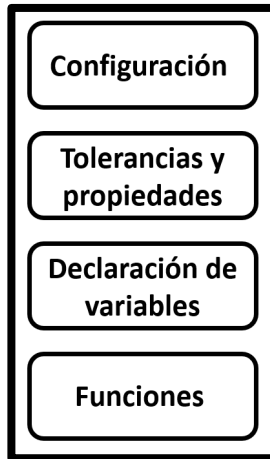 Configuración
Tolerancias y
propiedades
Declaración de
variables
Funciones